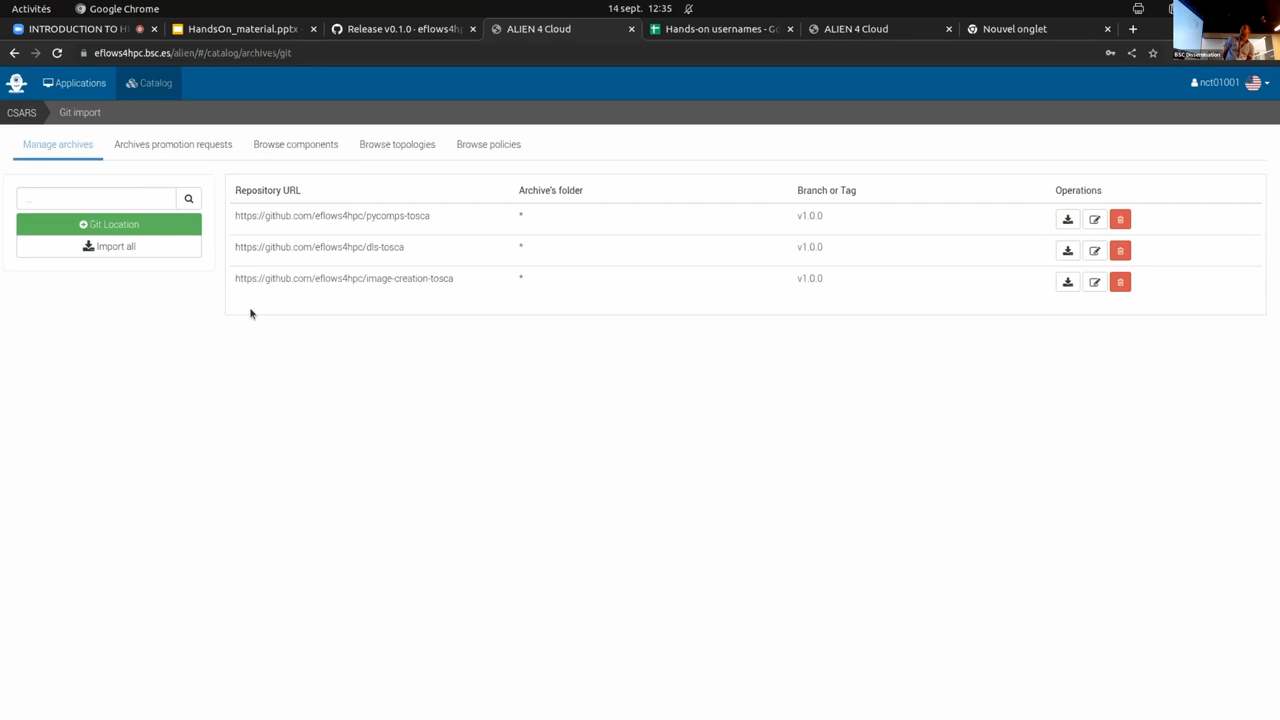 Activités Google Chrome 14 sept. 12:35
INTRODUCTION TO H HandsOn_material.pptx - Release v0.1.0 · eflows4h ALIEN 4 Cloud Hands-on usernames - Go ALIEN 4 Cloud Nouvel onglet
eflows4hpc.bsc.es/alien/#/catalog/archives/git
BSC Dissemination
Applications Catalog nct01001
CSARS Git import
Manage archives Archives promotion requests Browse components Browse topologies Browse policies
Repository URL Archive's folder Branch or Tag Operations
...
https://github.com/eflows4hpc/pycomps-tosca * v1.0.0
Git Location
Import all
https://github.com/eflows4hpc/dls-tosca * v1.0.0
https://github.com/eflows4hpc/image-creation-tosca * v1.0.0